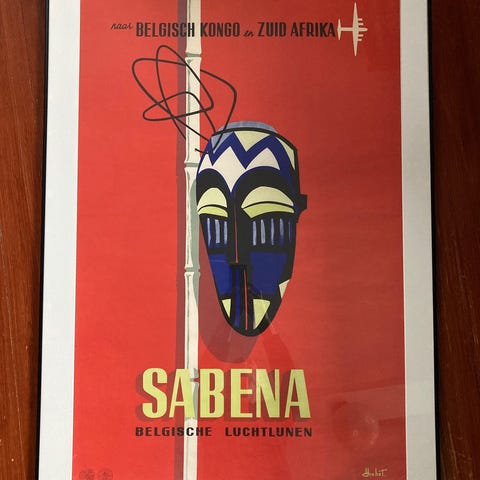 naar BELGISCH KONGO en ZUID AFRIKA
SABENA
BELGISCHE LUCHTLIJNEN